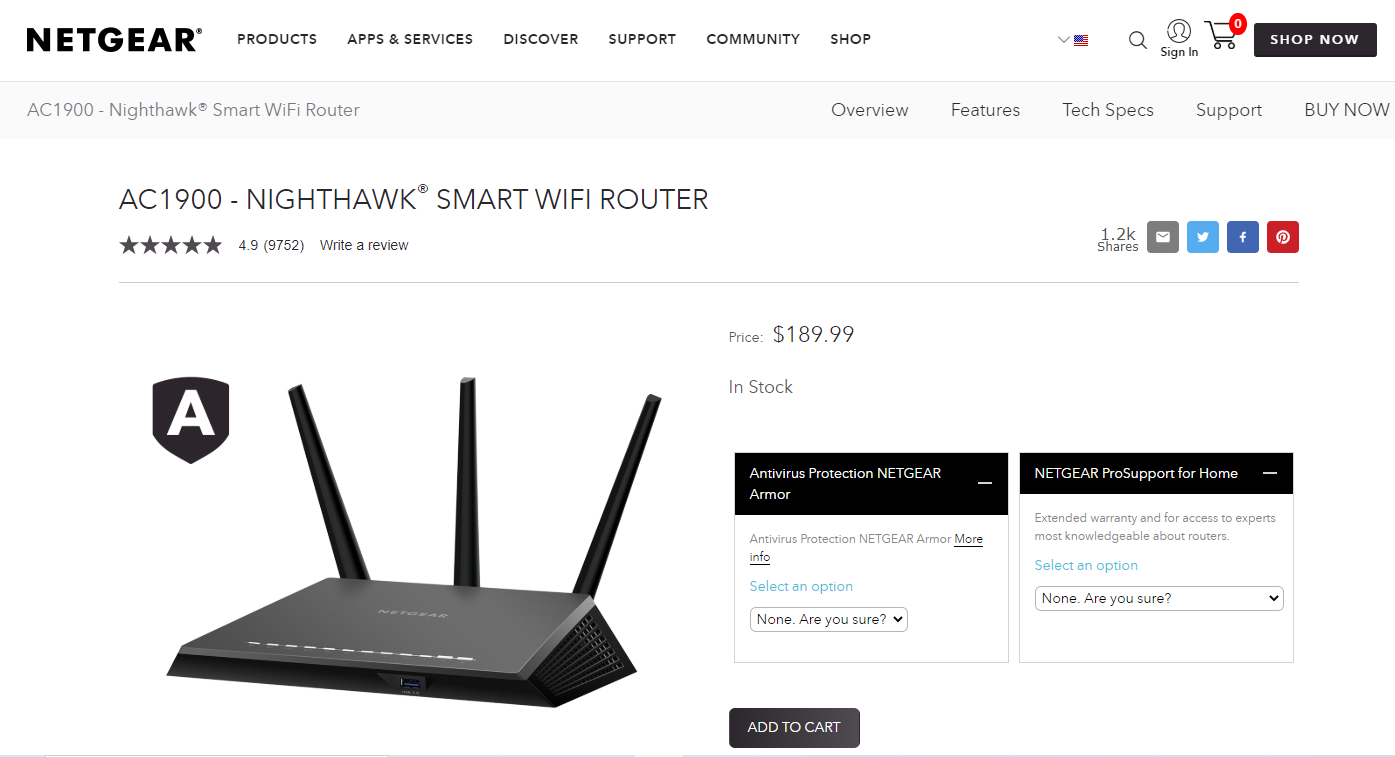 NETGEAR®
PRODUCTS
APPS & SERVICES
DISCOVER
SUPPORT
COMMUNITY
SHOP
Sign In
0
SHOP NOW
AC1900 - Nighthawk® Smart WiFi Router
Overview
Features
Tech Specs
Support
BUY NOW
AC1900 - NIGHTHAWK® SMART WIFI ROUTER
4.9 (9752) Write a review
1.2k
Shares
Price: $189.99
In Stock
A
NETGEAR
USB 3.0
Antivirus Protection NETGEAR
Armor
Antivirus Protection NETGEAR Armor More
info
Select an option
None. Are you sure?
NETGEAR ProSupport for Home
Extended warranty and for access to experts
most knowledgeable about routers.
Select an option
None. Are you sure?
ADD TO CART